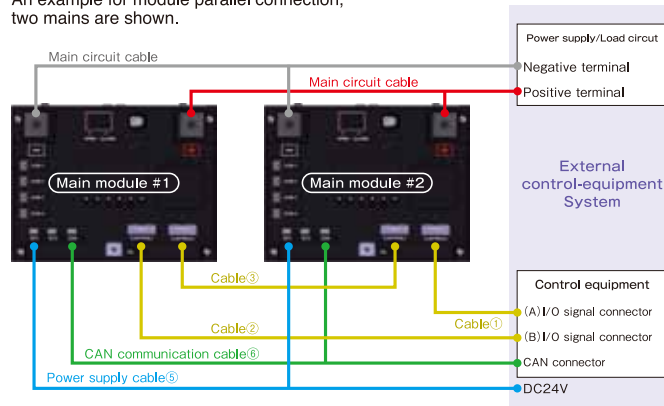 An example for module parallel connection,
two mains are shown.
Main circuit cable
Main circuit cable
Power supply/Load circut
Negative terminal
Positive terminal
Main module #1
Main module #2
External
control-equipment
System
Cable③
Cable②
Cable①
CAN communication cable⑥
Power supply cable⑤
Control equipment
(A)I/O signal connector
(B)I/O signal connector
CAN connector
DC24V